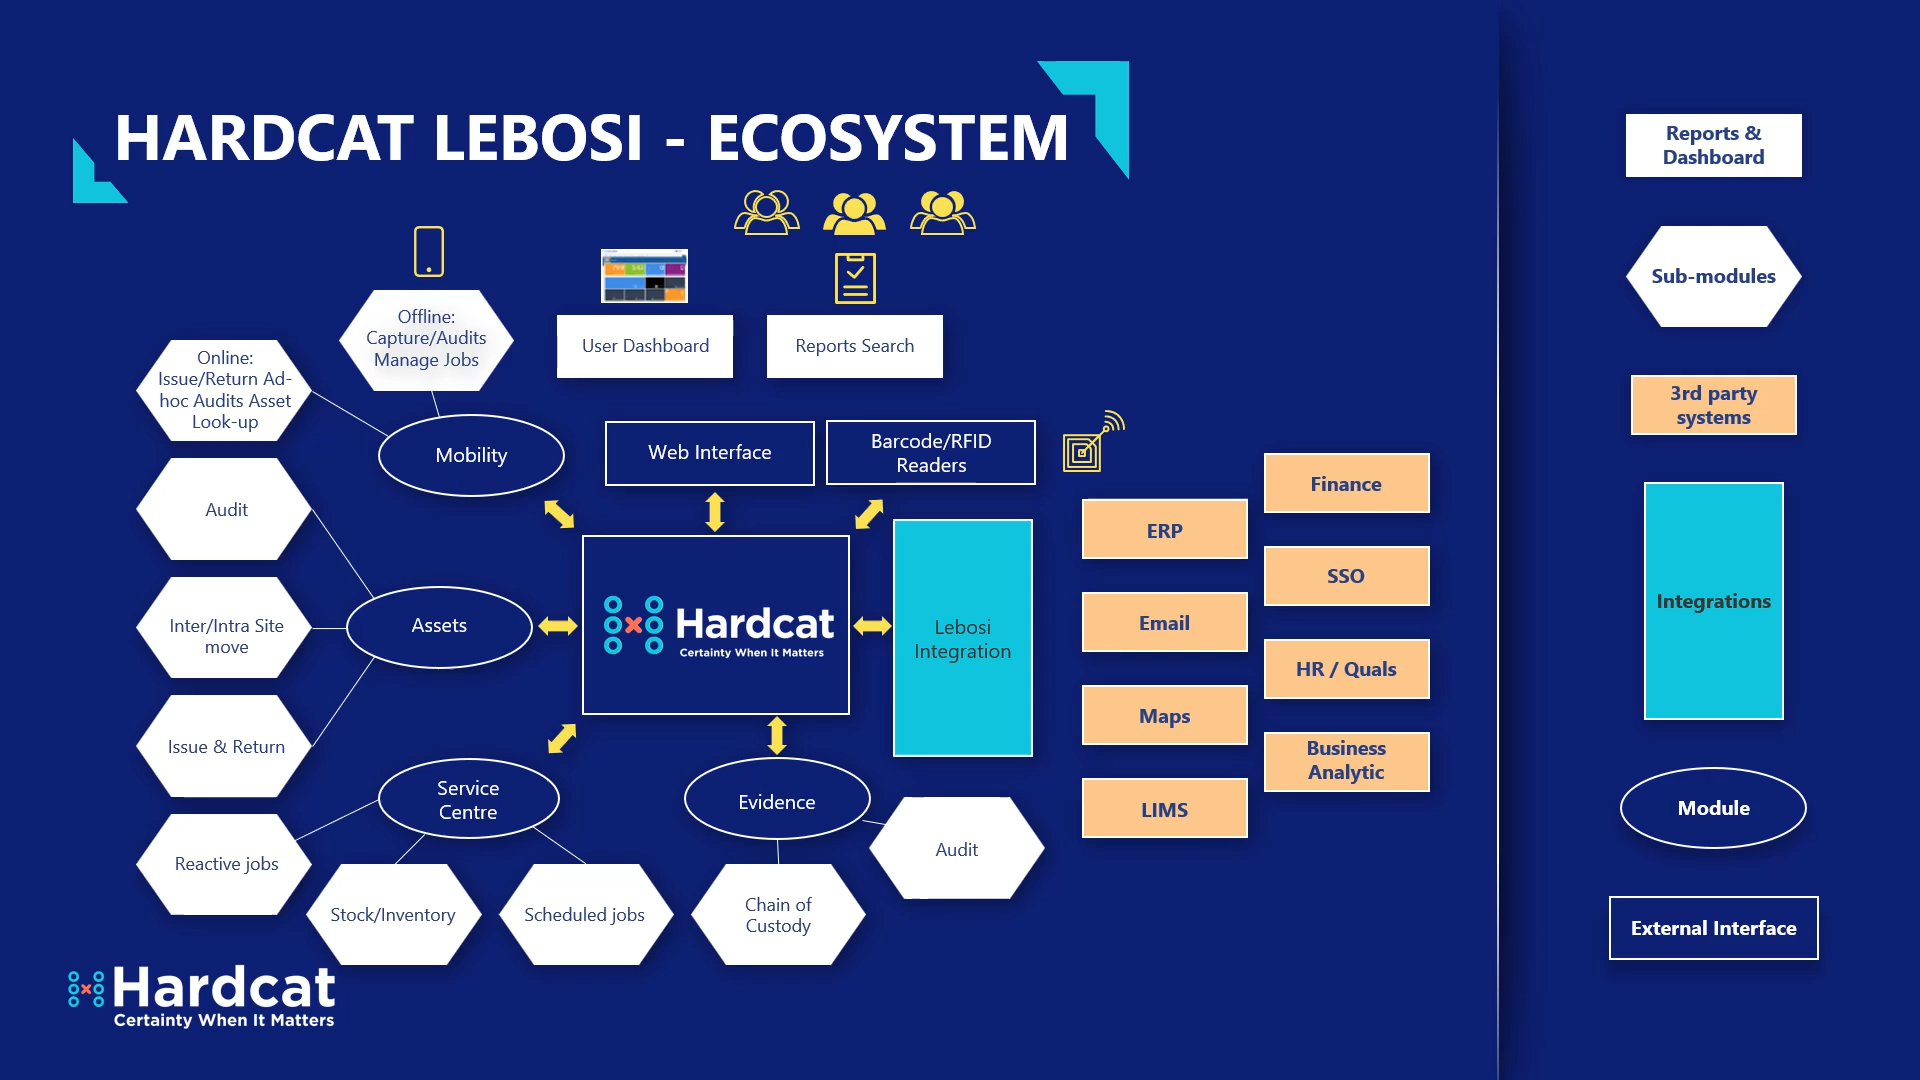 HARDCAT LEBOSI - ECOSYSTEM
Offline:
Capture/Audits
Manage Jobs
Online:
Issue/Return Ad-
hoc Audits Asset
Look-up
User Dashboard
Reports Search
Mobility
Web Interface
Barcode/RFID
Readers
Audit
Inter/Intra Site
move
Issue & Return
Assets
Hardcat
Certainty When It Matters
Lebosi
Integration
ERP
Email
Maps
LIMS
Finance
SSO
HR / Quals
Business
Analytic
Service
Centre
Evidence
Reactive jobs
Stock/Inventory
Scheduled jobs
Chain of
Custody
Audit
Hardcat
Certainty When It Matters
Reports &
Dashboard
Sub-modules
3rd party
systems
Integrations
Module
External Interface